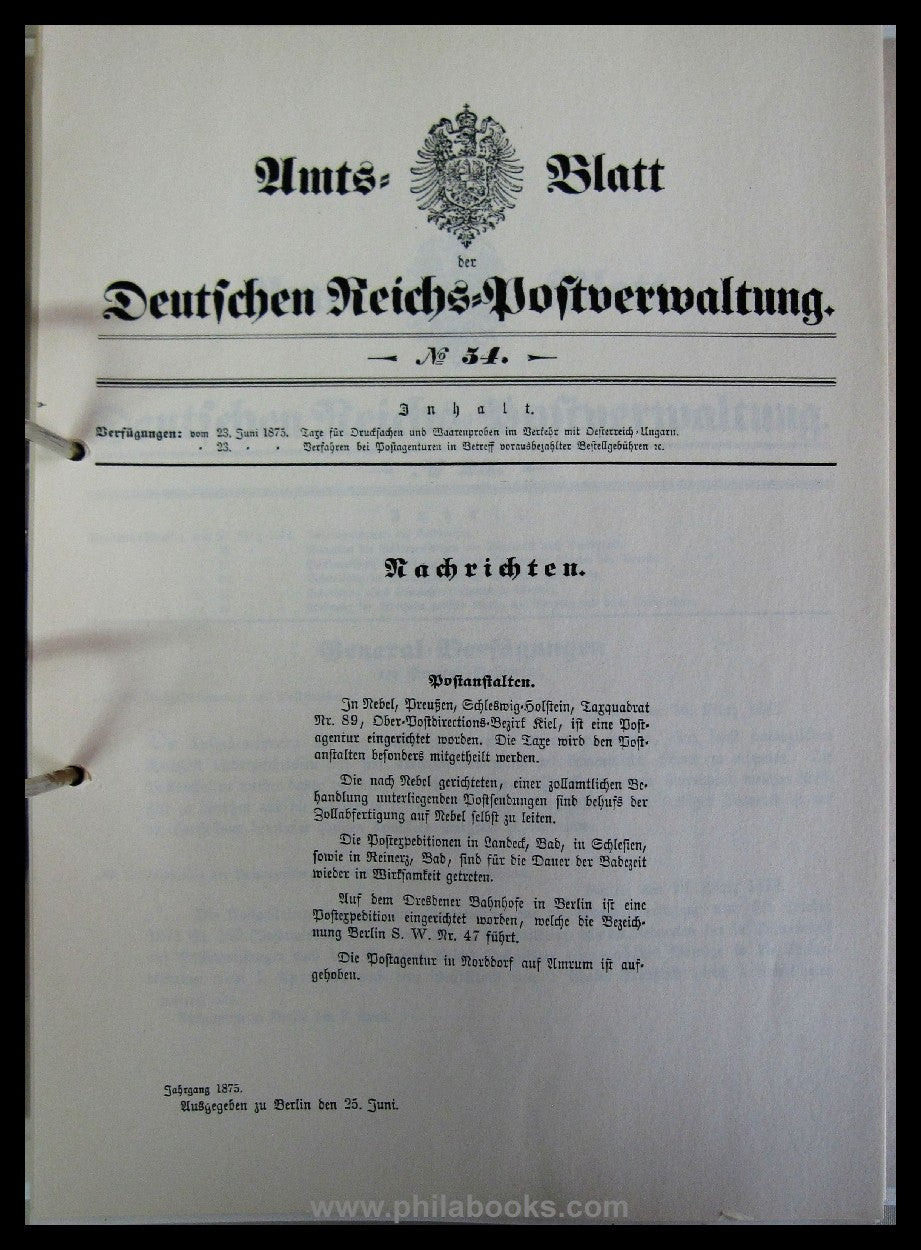 Amts- Blatt
der
Deutschen Reichs-Postverwaltung.
№ 54.
Inhalt.
Verfügungen: vom 23. Juni 1875. Taxe für Drucksachen und Waarenproben im Verkehr mit Oesterreich-Ungarn.
„ 23. „ „ Verfahren bei Postagenturen in Betreff vorausbezahlter Bestellgebühren ꝛc.
Nachrichten.
Postanstalten.
In Nebel, Preußen, Schleswig-Holstein, Taxquadrat
Nr. 89, Ober-Postdirections-Bezirk Kiel, ist eine Post-
agentur eingerichtet worden. Die Taxe wird den Post-
anstalten besonders mitgetheilt werden.
Die nach Nebel gerichteten, einer zollamtlichen Be-
handlung unterliegenden Postsendungen sind behufs der
Zollabfertigung auf Nebel selbst zu leiten.
Die Postexpeditionen in Landeck, Bad, in Schlesien,
sowie in Reinerz, Bad, sind für die Dauer der Badezeit
wieder in Wirksamkeit getreten.
Auf dem Dresdener Bahnhofe in Berlin ist eine
Postexpedition eingerichtet worden, welche die Bezeich-
nung Berlin S. W. Nr. 47 führt.
Die Postagentur in Norddorf auf Amrum ist auf-
gehoben.
Jahrgang 1875.
Ausgegeben zu Berlin den 25. Juni.
www.philabooks.com